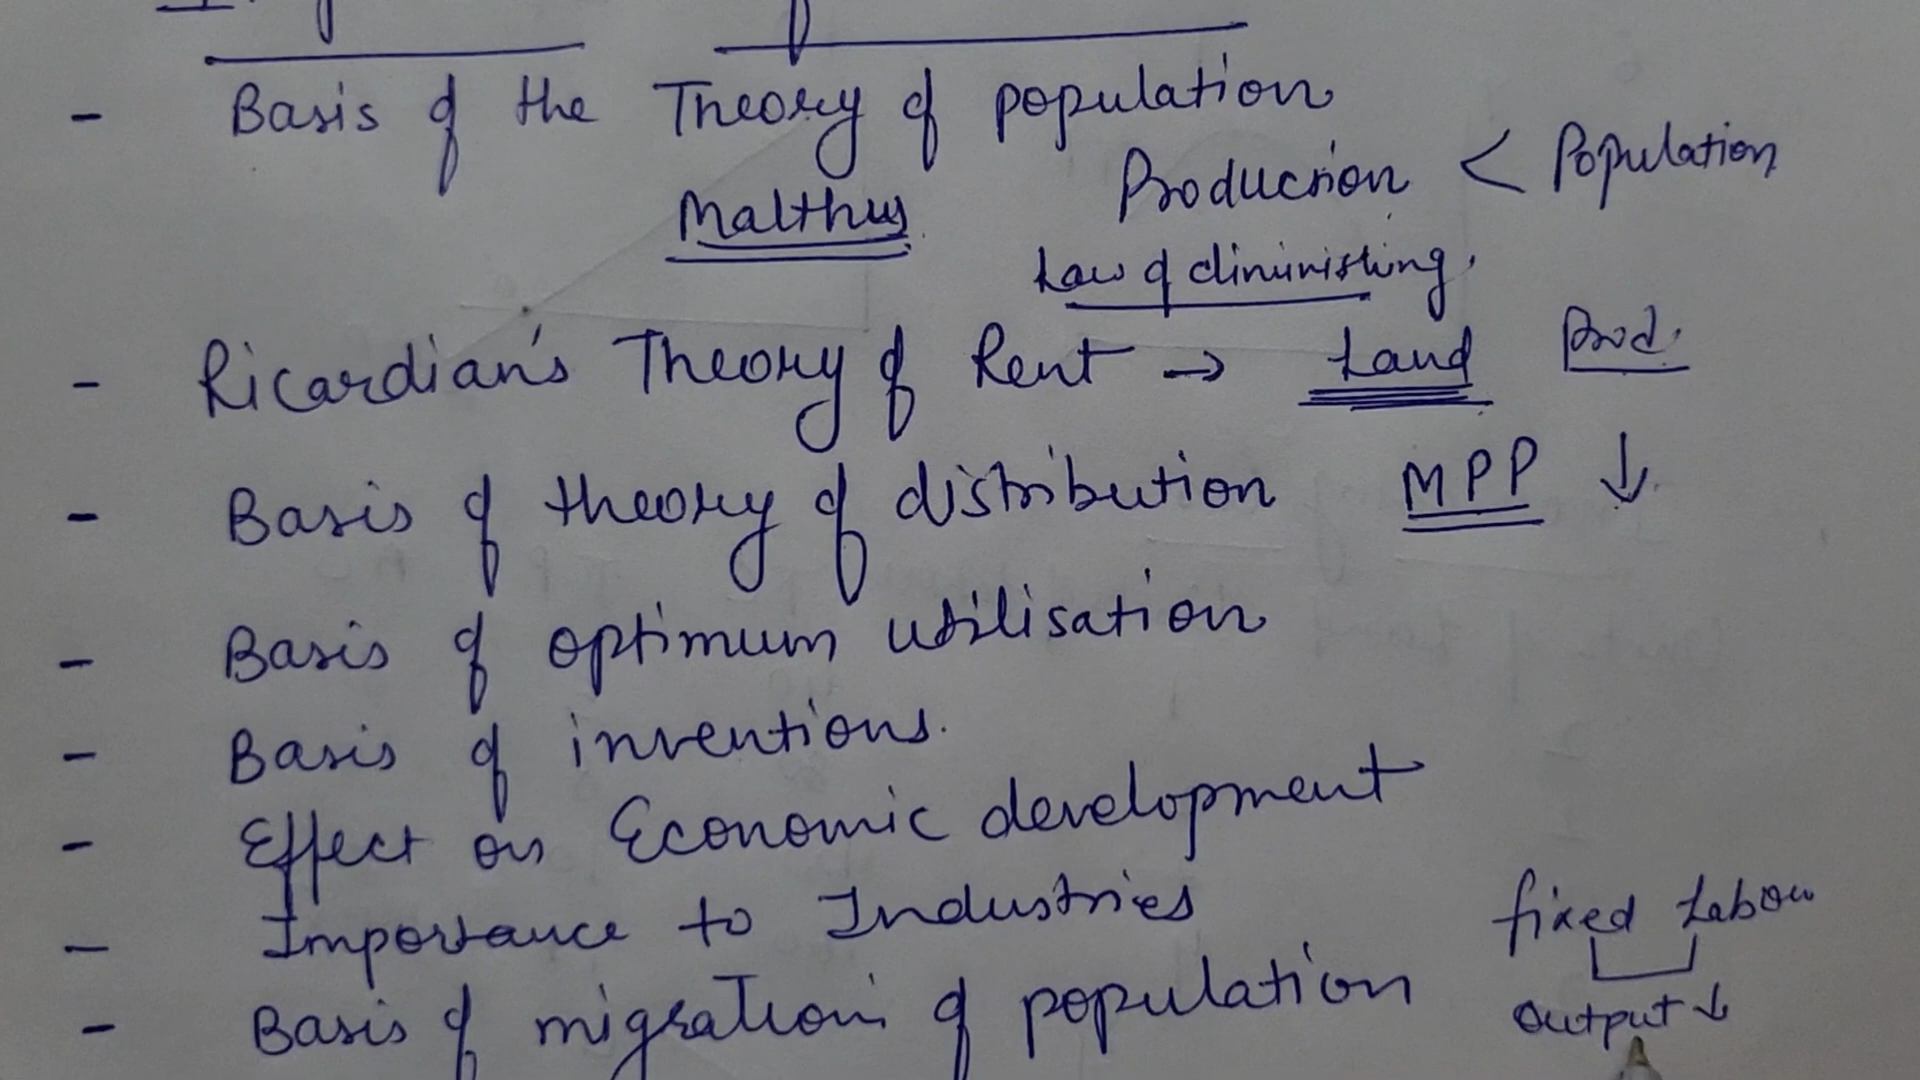 - Basis of the Theory of population
Malthus
Production < Population
Law of diminishing
- Ricardian's Theory of Rent → Land Prod.
- Basis of theory of distribution MPP ↓
- Basis of optimum utilisation
- Basis of inventions.
- Effect on Economic development
- Importance to Industries
fixed Labou
- Basis of migration of population
Output ↓